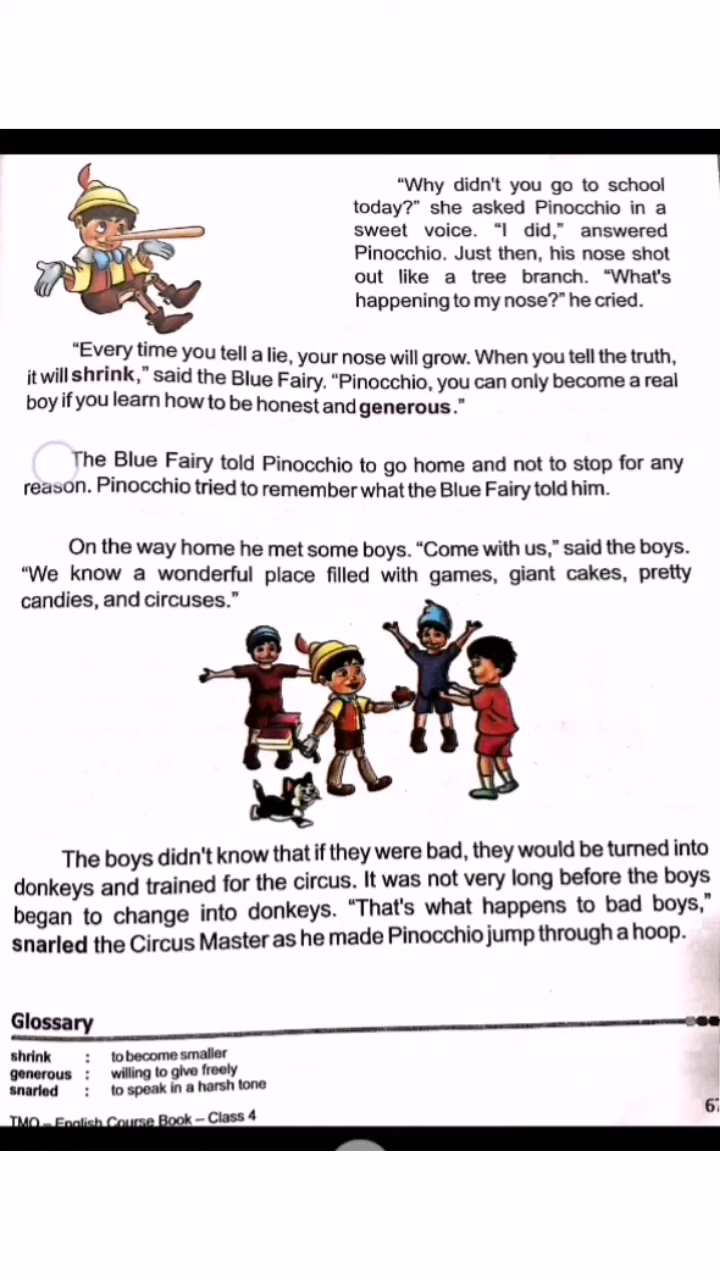 "Why didn't you go to school
today?" she asked Pinocchio in a
sweet voice. "I did," answered
Pinocchio. Just then, his nose shot
out like a tree branch. "What's
happening to my nose?" he cried.
"Every time you tell a lie, your nose will grow. When you tell the truth,
it will shrink," said the Blue Fairy. "Pinocchio, you can only become a real
boy if you learn how to be honest and generous."
The Blue Fairy told Pinocchio to go home and not to stop for any
reason. Pinocchio tried to remember what the Blue Fairy told him.
On the way home he met some boys. "Come with us," said the boys.
"We know a wonderful place filled with games, giant cakes, pretty
candies, and circuses."
The boys didn't know that if they were bad, they would be turned into
donkeys and trained for the circus. It was not very long before the boys
began to change into donkeys. "That's what happens to bad boys,"
snarled the Circus Master as he made Pinocchio jump through a hoop.
Glossary
shrink : to become smaller
generous : willing to give freely
snarled : to speak in a harsh tone
TMO – English Course Book – Class 4